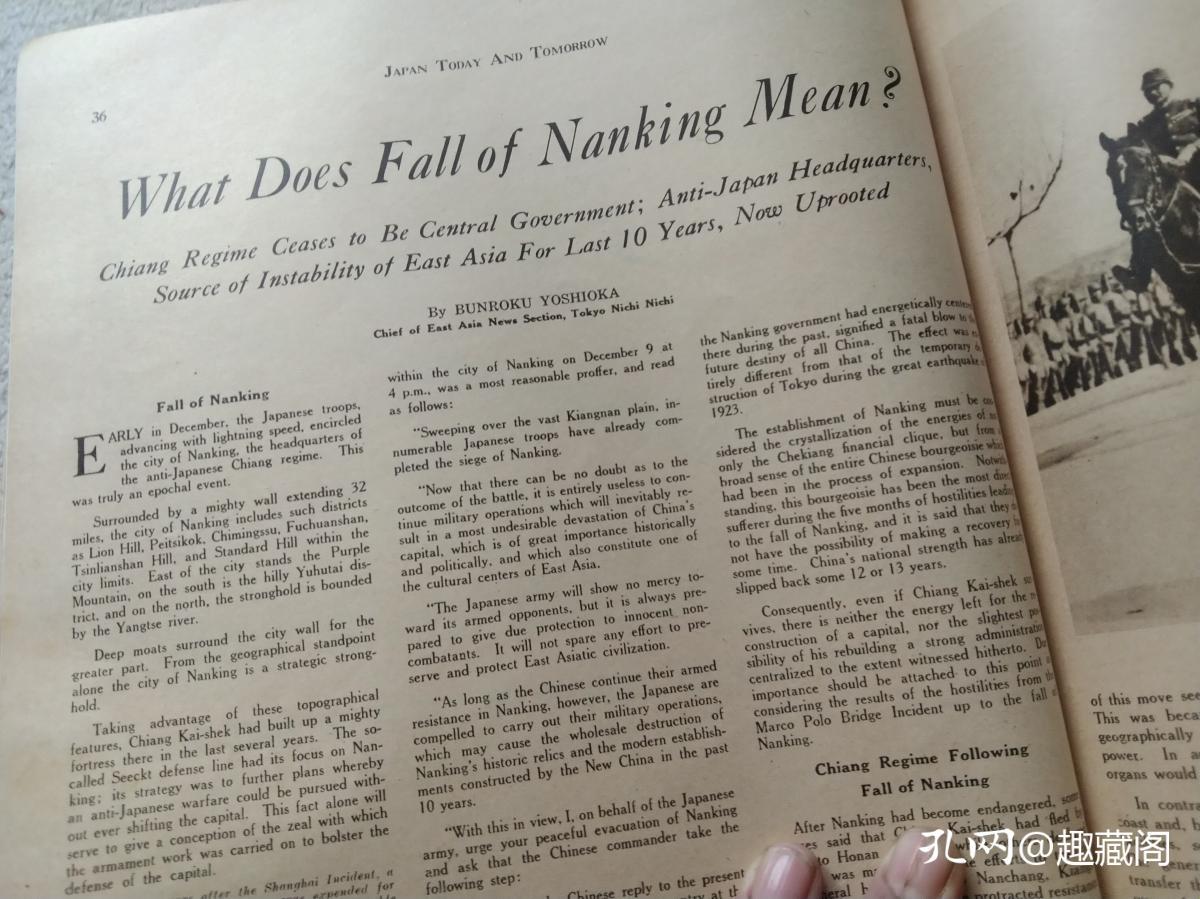 JAPAN TODAY AND TOMORROW
36
What Does Fall of Nanking Mean?
Chiang Regime Ceases to Be Central Government; Anti-Japan Headquarters,
Source of Instability of East Asia For Last 10 Years, Now Uprooted
By BUNROKU YOSHIOKA
Chief of East Asia News Section, Tokyo Nichi Nichi
Fall of Nanking
EARLY in December, the Japanese troops,
advancing with lightning speed, encircled
the city of Nanking, the headquarters of
the anti-Japanese Chiang regime. This
was truly an epochal event.
Surrounded by a mighty wall extending 32
miles, the city of Nanking includes such districts
as Lion Hill, Peitsikok, Chimingssu, Fuchuanshan,
Tsinlianshan Hill, and Standard Hill within the
city limits. East of the city stands the Purple
Mountain, on the south is the hilly Yuhutai dis-
trict, and on the north, the stronghold is bounded
by the Yangtse river.
Deep moats surround the city wall for the
greater part. From the geographical standpoint
alone the city of Nanking is a strategic strong-
hold.
Taking advantage of these topographical
features, Chiang Kai-shek had built up a mighty
fortress there in the last several years. The so-
called Seeckt defense line had its focus on Nan-
king; its strategy was to further plans whereby
an anti-Japanese warfare could be pursued with-
out ever shifting the capital. This fact alone will
serve to give a conception of the zeal with which
the armament work was carried on to bolster the
defense of the capital.
after the Shanghai Incident, a
expended for
within the city of Nanking on December 9 at
4 p.m., was a most reasonable proffer, and read
as follows:
"Sweeping over the vast Kiangnan plain, in-
numerable Japanese troops have already com-
pleted the siege of Nanking.
"Now that there can be no doubt as to the
outcome of the battle, it is entirely useless to con-
tinue military operations which will inevitably re-
sult in a most undesirable devastation of China's
capital, which is of great importance historically
and politically, and which also constitute one of
the cultural centers of East Asia.
"The Japanese army will show no mercy to-
ward its armed opponents, but it is always pre-
pared to give due protection to innocent non-
combatants. It will not spare any effort to pre-
serve and protect East Asiatic civilization.
"As long as the Chinese continue their armed
resistance in Nanking, however, the Japanese are
compelled to carry out their military operations,
which may cause the wholesale destruction of
Nanking's historic relics and the modern establish-
ments constructed by the New China in the past
10 years.
"With this in view, I, on behalf of the Japanese
army, urge your peaceful evacuation of Nanking
and ask that the Chinese commander take the
following step:
Chinese reply to the present
the Nanking government had energetically
there during the past, signified a fatal blow to
future destiny of all China. The effect was
tirely different from that of the temporary
struction of Tokyo during the great earthquake
1923.
The establishment of Nanking must be
sidered the crystallization of the energies of
only the Chekiang financial clique, but from
broad sense of the entire Chinese bourgeoisie
had been in the process of expansion.
standing, this bourgeoisie has been the most
sufferer during the five months of hostilities
to the fall of Nanking, and it is said that they
not have the possibility of making a recovery
some time. China's national strength has
slipped back some 12 or 13 years.
Consequently, even if Chiang Kai-shek
vives, there is neither the energy left for the
construction of a capital, nor the slightest
sibility of his rebuilding a strong
centralized to the extent witnessed hitherto.
importance should be attached to this point
considering the results of the hostilities from
Marco Polo Bridge Incident up to the fall
Nanking.
Chiang Regime Following
Fall of Nanking
After Nanking had become endangered,
said that Kai-shek had fled by
to Honan
was
Nanchang,
protracted
of this move
This was
geographically
power. In
organs would
In
coast and,
transfer
孔网@趣藏阁